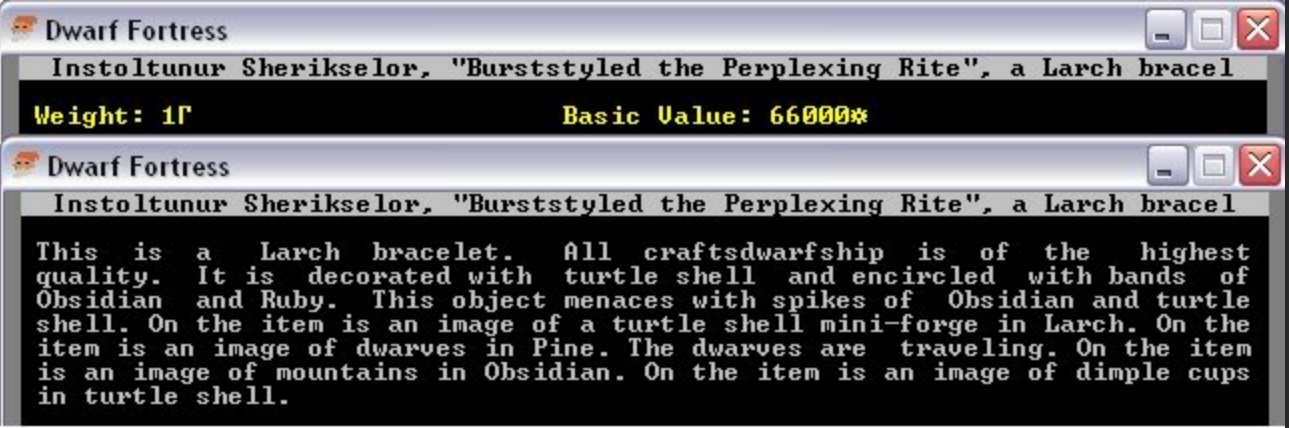 Dwarf Fortress
Instoltunur Sherikselor, "Burststyled the Perplexing Rite", a Larch bracel
Weight: 1Γ Basic Value: 66000☼
Dwarf Fortress
Instoltunur Sherikselor, "Burststyled the Perplexing Rite", a Larch bracel
This is a Larch bracelet. All craftsdwarfship is of the highest
quality. It is decorated with turtle shell and encircled with bands of
Obsidian and Ruby. This object menaces with spikes of Obsidian and turtle
shell. On the item is an image of a turtle shell mini-forge in Larch. On the
item is an image of dwarves in Pine. The dwarves are traveling. On the item
is an image of mountains in Obsidian. On the item is an image of dimple cups
in turtle shell.